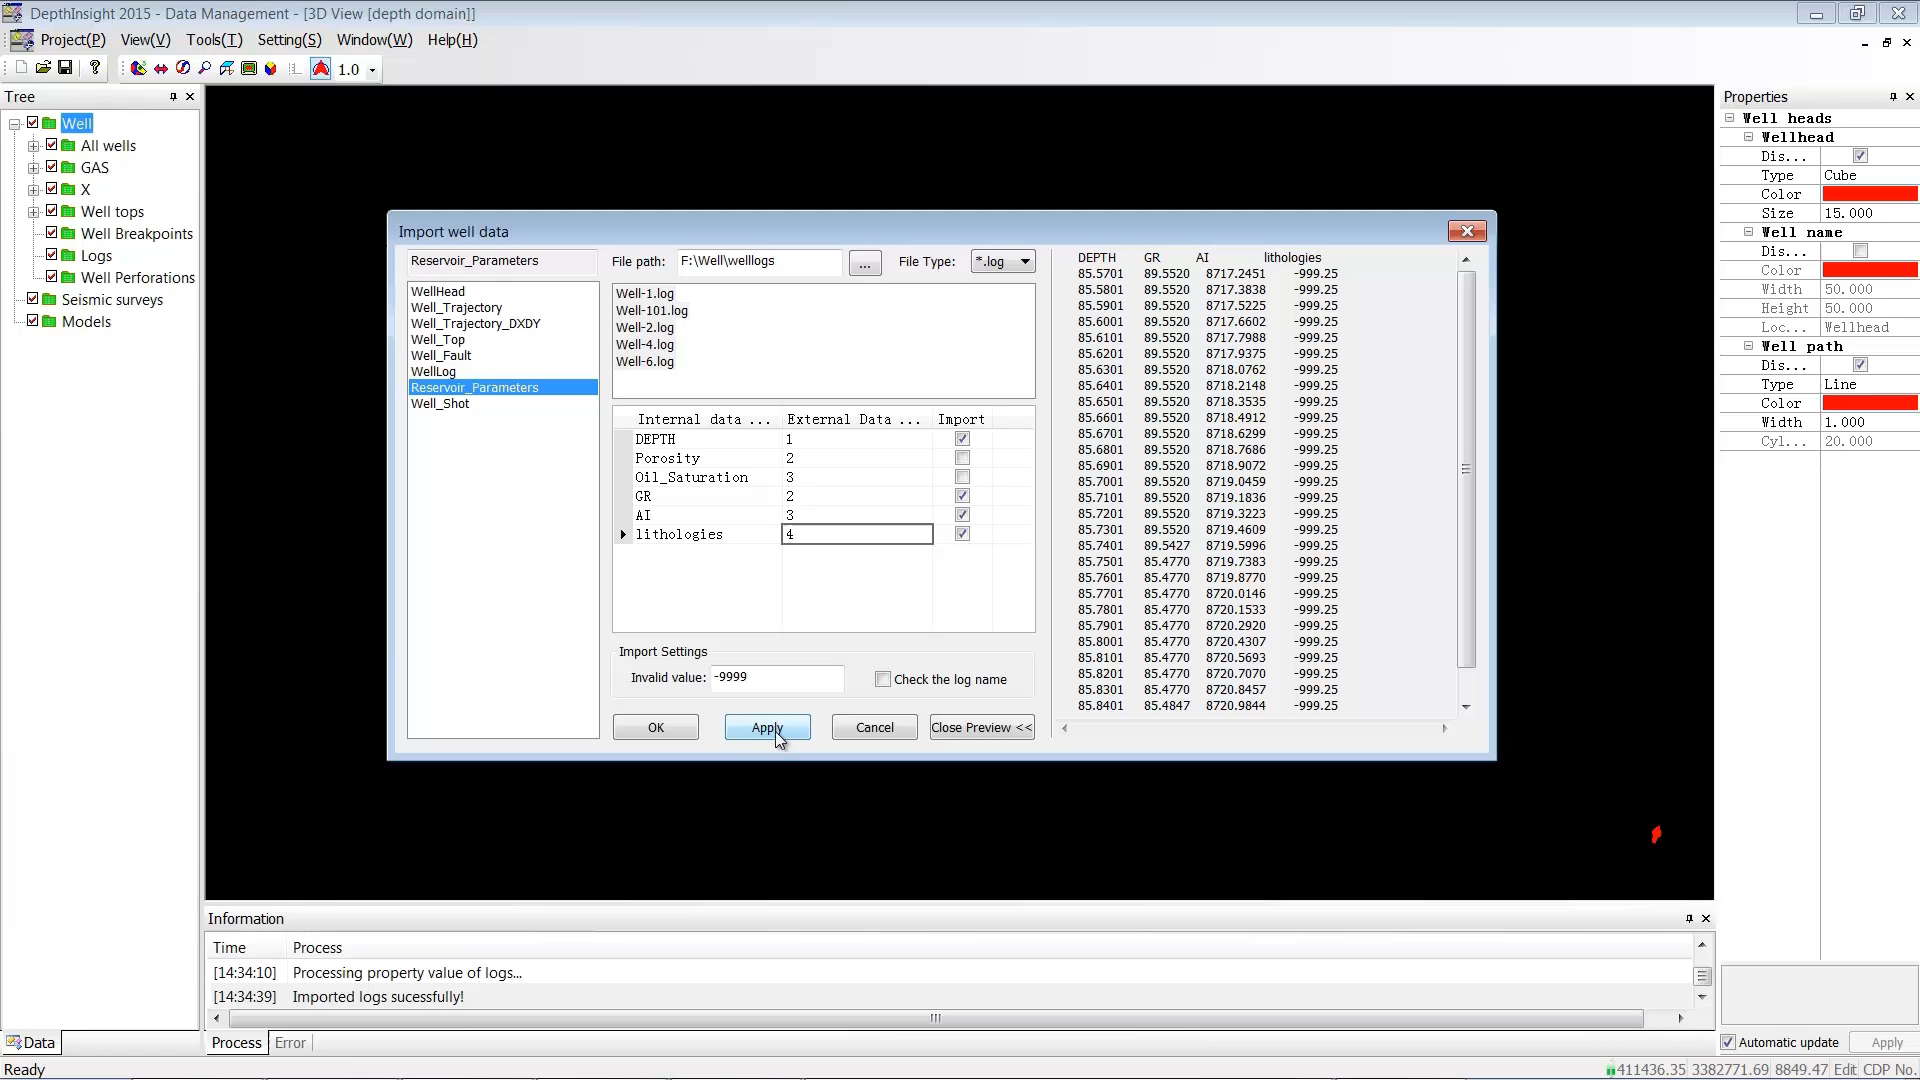 DepthInsight 2015 - Data Management - [3D View [depth domain]]
Project(P) View(V) Tools(T) Setting(S) Window(W) Help(H)
1.0
Tree
Well
All wells
GAS
X
Well tops
Well Breakpoints
Logs
Well Perforations
Seismic surveys
Models
Data
Import well data
Reservoir_Parameters
WellHead
Well_Trajectory
Well_Trajectory_DXDY
Well_Top
Well_Fault
WellLog
Reservoir_Parameters
Well_Shot
File path: F:\Well\welllogs ... File Type: *.log
Well-1.log
Well-101.log
Well-2.log
Well-4.log
Well-6.log
Internal data ... External Data ... Import
DEPTH 1
Porosity 2
Oil_Saturation 3
GR 2
AI 3
lithologies 4
Import Settings
Invalid value: -9999 Check the log name
OK Apply Cancel Close Preview <<
DEPTH GR AI lithologies
85.5701 89.5520 8717.2451 -999.25
85.5801 89.5520 8717.3838 -999.25
85.5901 89.5520 8717.5225 -999.25
85.6001 89.5520 8717.6602 -999.25
85.6101 89.5520 8717.7988 -999.25
85.6201 89.5520 8717.9375 -999.25
85.6301 89.5520 8718.0762 -999.25
85.6401 89.5520 8718.2148 -999.25
85.6501 89.5520 8718.3535 -999.25
85.6601 89.5520 8718.4912 -999.25
85.6701 89.5520 8718.6299 -999.25
85.6801 89.5520 8718.7686 -999.25
85.6901 89.5520 8718.9072 -999.25
85.7001 89.5520 8719.0459 -999.25
85.7101 89.5520 8719.1836 -999.25
85.7201 89.5520 8719.3223 -999.25
85.7301 89.5520 8719.4609 -999.25
85.7401 89.5427 8719.5996 -999.25
85.7501 85.4770 8719.7383 -999.25
85.7601 85.4770 8719.8770 -999.25
85.7701 85.4770 8720.0146 -999.25
85.7801 85.4770 8720.1533 -999.25
85.7901 85.4770 8720.2920 -999.25
85.8001 85.4770 8720.4307 -999.25
85.8101 85.4770 8720.5693 -999.25
85.8201 85.4770 8720.7070 -999.25
85.8301 85.4770 8720.8457 -999.25
85.8401 85.4847 8720.9844 -999.25
Properties
Well heads
Wellhead
Dis...
Type Cube
Color
Size 15.000
Well name
Dis...
Color
Width 50.000
Height 50.000
Loc... Wellhead
Well path
Dis...
Type Line
Color
Width 1.000
Cyl... 20.000
Automatic update Apply
Information
Time Process
[14:34:10] Processing property value of logs...
[14:34:39] Imported logs sucessfully!
Process Error
Ready
411436.35 3382771.69 8849.47 Edit CDP No.